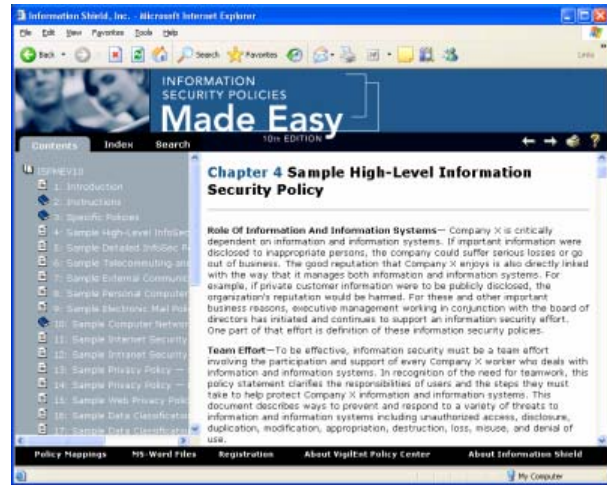 Information Shield, Inc. - Microsoft Internet Explorer
File Edit View Favorites Tools Help
Back Search Favorites Links
INFORMATION
SECURITY POLICIES
Made Easy
10th EDITION
Contents Index Search
ISPMEV10
1: Introduction
2: Instructions
3: Specific Policies
4: Sample High-Level InfoSec
5: Sample Detailed InfoSec P
6: Sample Telecommuting and
7: Sample External Communic
8: Sample Personal Computer
9: Sample Electronic Mail Poli
10: Sample Computer Networ
11: Sample Internet Security
12: Sample Intranet Security
13: Sample Privacy Policy —
14: Sample Privacy Policy —
15: Sample Web Privacy Polic
16: Sample Data Classificatio
17: Sample Data Classificatio
Chapter 4 Sample High-Level Information
Security Policy
Role Of Information And Information Systems— Company X is critically
dependent on information and information systems. If important information were
disclosed to inappropriate persons, the company could suffer serious losses or go
out of business. The good reputation that Company X enjoys is also directly linked
with the way that it manages both information and information systems. For
example, if private customer information were to be publicly disclosed, the
organization's reputation would be harmed. For these and other important
business reasons, executive management working in conjunction with the board of
directors has initiated and continues to support an information security effort.
One part of that effort is definition of these information security policies.
Team Effort—To be effective, information security must be a team effort
involving the participation and support of every Company X worker who deals with
information and information systems. In recognition of the need for teamwork, this
policy statement clarifies the responsibilities of users and the steps they must
take to help protect Company X information and information systems. This
document describes ways to prevent and respond to a variety of threats to
information and information systems including unauthorized access, disclosure,
duplication, modification, appropriation, destruction, loss, misuse, and denial of
use.
Policy Mappings MS-Word Files Registration About VigilEnt Policy Center About Information Shield
My Computer